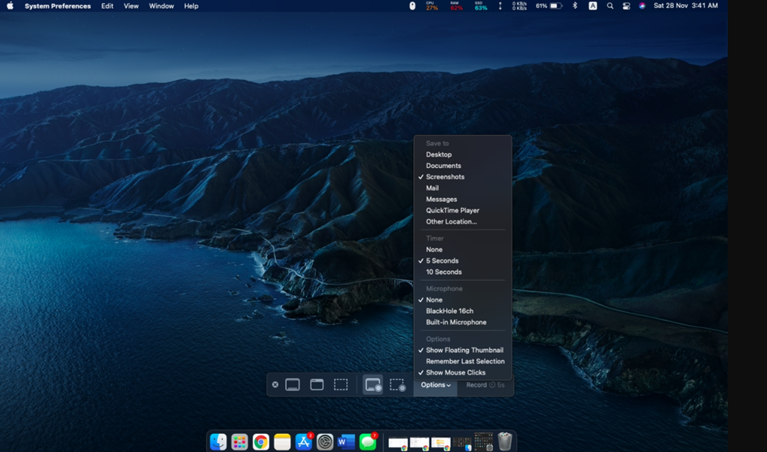 System Preferences Edit View Window Help
CPU 27% RAM 62% SSD 63% 0 KB/s 0 KB/s 61% A Sat 28 Nov 3:41 AM
Save to
Desktop
Documents
Screenshots
Mail
Messages
QuickTime Player
Other Location...
Timer
None
5 Seconds
10 Seconds
Microphone
None
BlackHole 16ch
Built-in Microphone
Options
Show Floating Thumbnail
Remember Last Selection
Show Mouse Clicks
Options Record 5s
W